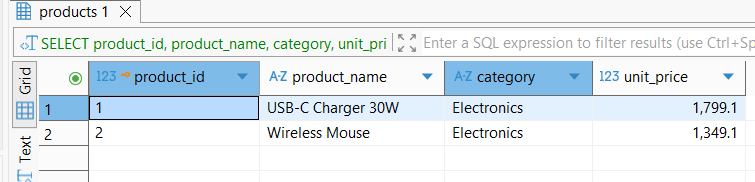 products 1
SELECT product_id, product_name, category, unit_pri
Enter a SQL expression to filter results (use Ctrl+Sp
Grid
123 product_id A-Z product_name A-Z category 123 unit_price
1 1 USB-C Charger 30W Electronics 1,799.1
2 2 Wireless Mouse Electronics 1,349.1
Text